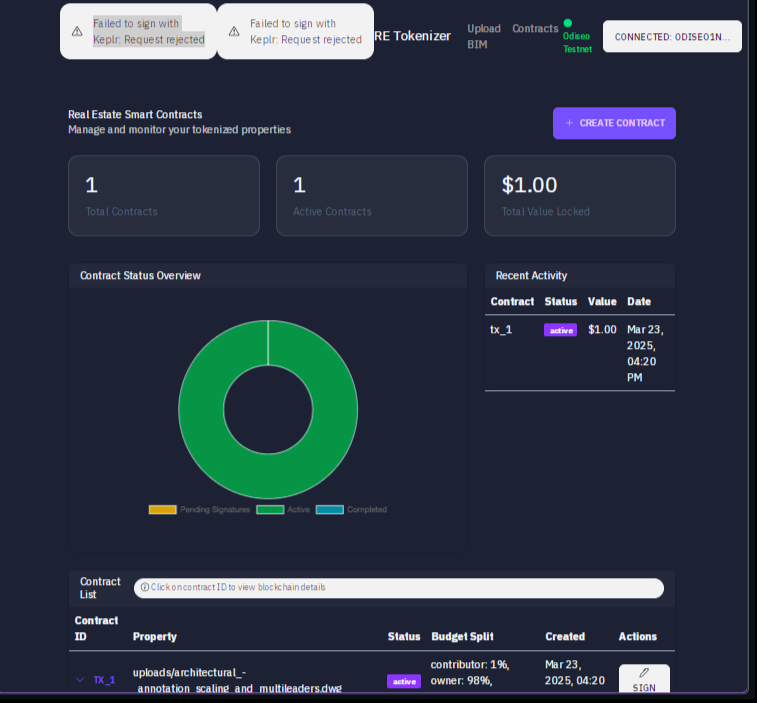 Failed to sign with
Keplr: Request rejected
Failed to sign with
Keplr: Request rejected
RE Tokenizer
Upload
BIM
Contracts
Odiseo
Testnet
CONNECTED: ODISEO1N...
Real Estate Smart Contracts
Manage and monitor your tokenized properties
+ CREATE CONTRACT
1
Total Contracts
1
Active Contracts
$1.00
Total Value Locked
Contract Status Overview
Pending Signatures Active Completed
Recent Activity
Contract Status Value Date
tx_1 active $1.00 Mar 23,
2025,
04:20
PM
Contract
List
Click on contract ID to view blockchain details
Contract
ID Property Status Budget Split Created Actions
TX_1
uploads/architectural_-
_annotation_scaling_and_multileaders.dwg
active
contributor: 1%,
owner: 98%,
Mar 23,
2025, 04:20
SIGN